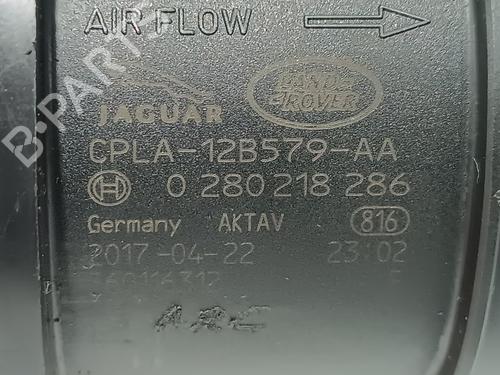 AIR FLOW
JAGUAR
LAND ROVER
CPLA-12B579-AA
BOSCH 0 280 218 286
Germany AKTAV 816
2017-04-22 23:02
B-PARTS